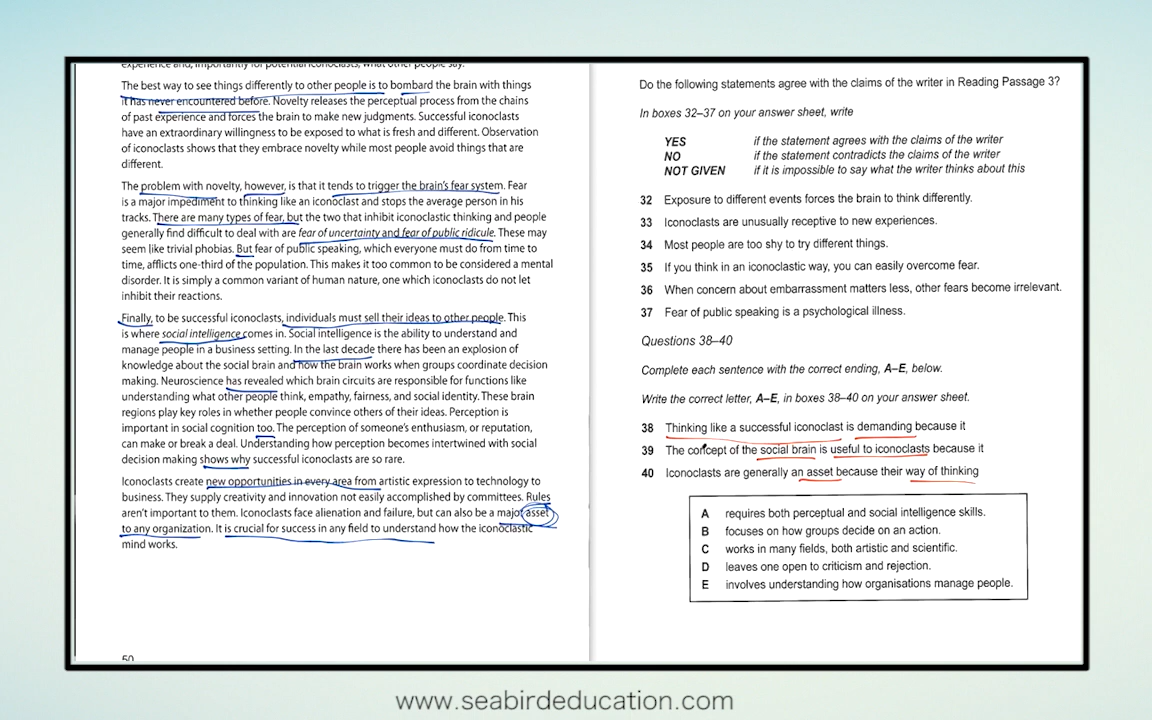 experience and, importantly for potential iconoclasts, what other people say.
The best way to see things differently to other people is to bombard the brain with things
it has never encountered before. Novelty releases the perceptual process from the chains
of past experience and forces the brain to make new judgments. Successful iconoclasts
have an extraordinary willingness to be exposed to what is fresh and different. Observation
of iconoclasts shows that they embrace novelty while most people avoid things that are
different.
The problem with novelty, however, is that it tends to trigger the brain's fear system. Fear
is a major impediment to thinking like an iconoclast and stops the average person in his
tracks. There are many types of fear, but the two that inhibit iconoclastic thinking and people
generally find difficult to deal with are fear of uncertainty and fear of public ridicule. These may
seem like trivial phobias. But fear of public speaking, which everyone must do from time to
time, afflicts one-third of the population. This makes it too common to be considered a mental
disorder. It is simply a common variant of human nature, one which iconoclasts do not let
inhibit their reactions.
Finally, to be successful iconoclasts, individuals must sell their ideas to other people. This
is where social intelligence comes in. Social intelligence is the ability to understand and
manage people in a business setting. In the last decade there has been an explosion of
knowledge about the social brain and how the brain works when groups coordinate decision
making. Neuroscience has revealed which brain circuits are responsible for functions like
understanding what other people think, empathy, fairness, and social identity. These brain
regions play key roles in whether people convince others of their ideas. Perception is
important in social cognition too. The perception of someone's enthusiasm, or reputation,
can make or break a deal. Understanding how perception becomes intertwined with social
decision making shows why successful iconoclasts are so rare.
Iconoclasts create new opportunities in every area from artistic expression to technology to
business. They supply creativity and innovation not easily accomplished by committees. Rules
aren't important to them. Iconoclasts face alienation and failure, but can also be a major asset
to any organization. It is crucial for success in any field to understand how the iconoclastic
mind works.
50
Do the following statements agree with the claims of the writer in Reading Passage 3?
In boxes 32–37 on your answer sheet, write
YES if the statement agrees with the claims of the writer
NO if the statement contradicts the claims of the writer
NOT GIVEN if it is impossible to say what the writer thinks about this
32 Exposure to different events forces the brain to think differently.
33 Iconoclasts are unusually receptive to new experiences.
34 Most people are too shy to try different things.
35 If you think in an iconoclastic way, you can easily overcome fear.
36 When concern about embarrassment matters less, other fears become irrelevant.
37 Fear of public speaking is a psychological illness.
Questions 38–40
Complete each sentence with the correct ending, A–E, below.
Write the correct letter, A–E, in boxes 38–40 on your answer sheet.
38 Thinking like a successful iconoclast is demanding because it
39 The concept of the social brain is useful to iconoclasts because it
40 Iconoclasts are generally an asset because their way of thinking
A requires both perceptual and social intelligence skills.
B focuses on how groups decide on an action.
C works in many fields, both artistic and scientific.
D leaves one open to criticism and rejection.
E involves understanding how organisations manage people.
www.seabirdeducation.com